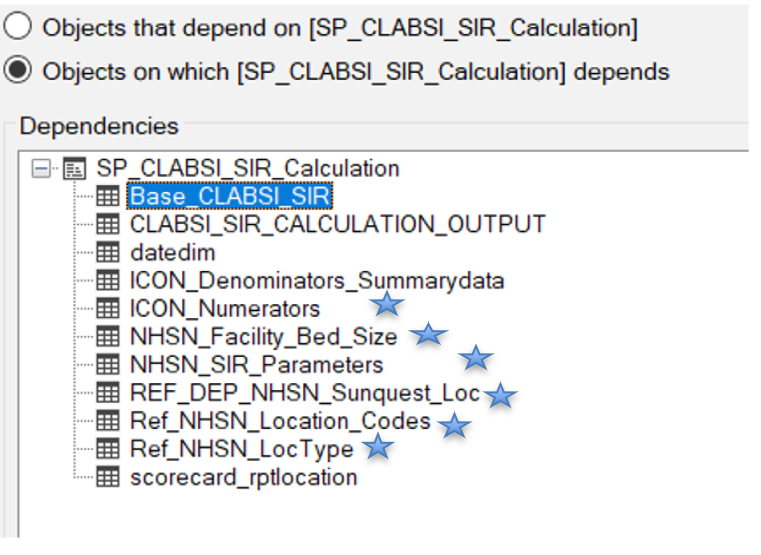 Objects that depend on [SP_CLABSI_SIR_Calculation]
Objects on which [SP_CLABSI_SIR_Calculation] depends
Dependencies
SP_CLABSI_SIR_Calculation
Base_CLABSI_SIR
CLABSI_SIR_CALCULATION_OUTPUT
datedim
ICON_Denominators_Summarydata
ICON_Numerators
NHSN_Facility_Bed_Size
NHSN_SIR_Parameters
REF_DEP_NHSN_Sunquest_Loc
Ref_NHSN_Location_Codes
Ref_NHSN_LocType
scorecard_rptlocation